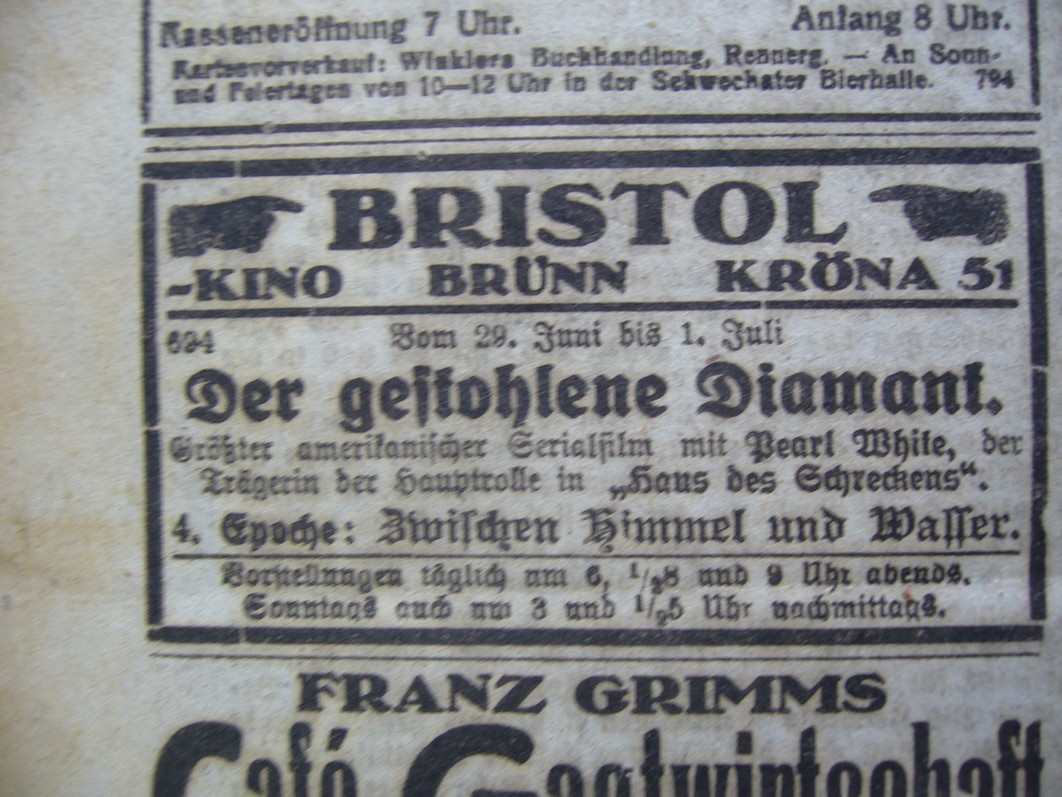 Kasseneröffnung 7 Uhr. Anfang 8 Uhr.
Kartenvorverkauf: Winklers Buchhandlung, Rennerg. — An Sonn-
und Feiertagen von 10—12 Uhr in der Schwechater Bierhalle. 794
BRISTOL
-KINO BRÜNN KRÖNA 51
694 Vom 29. Juni bis 1. Juli
Der gestohlene Diamant.
Größter amerikanischer Serialfilm mit Pearl White, der
Trägerin der Hauptrolle in „Haus des Schreckens“.
4. Epoche: Zwischen Himmel und Wasser.
Vorstellungen täglich um 6, 1/28 und 9 Uhr abends.
Sonntags auch um 3 und 1/25 Uhr nachmittags.
FRANZ GRIMMS
Café Gastwirtschaft